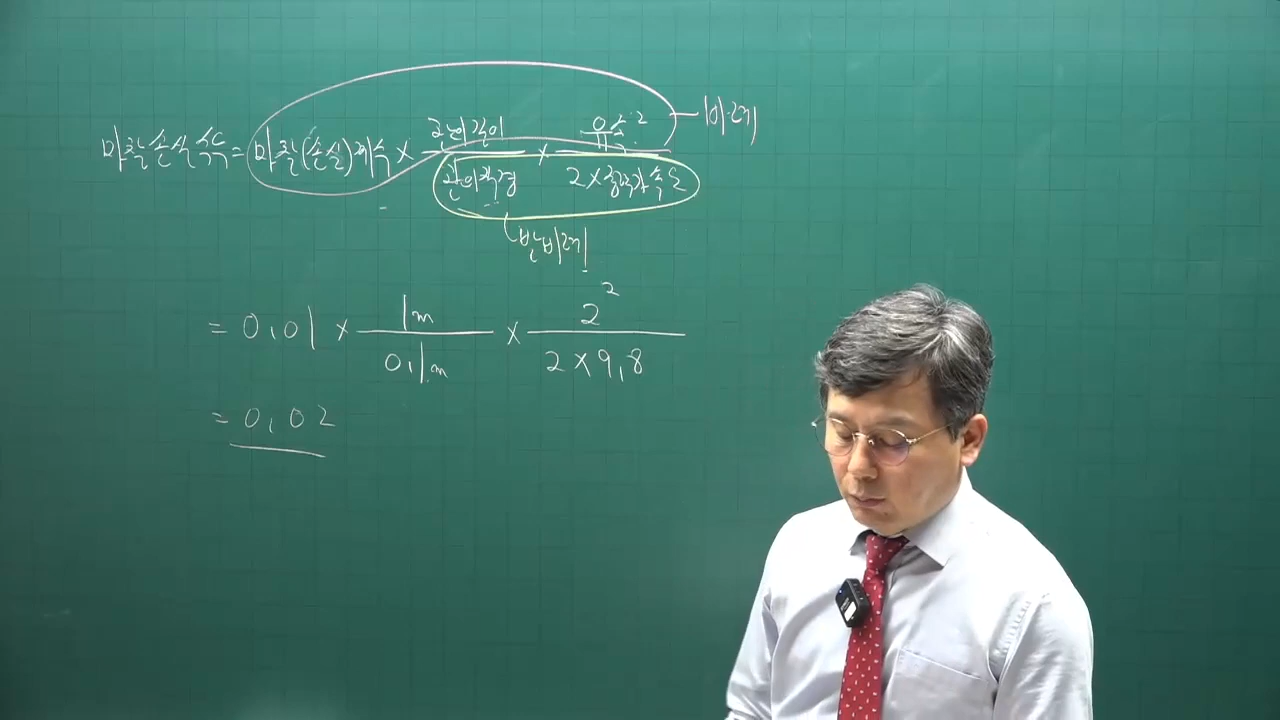 마찰손실수두 = 마찰(손실)계수 × 관의길이/관의직경 × 유속²/2×중력가속도 — 비례
반비례
= 0,01 × 1m/0,1m × 2²/2×9,8
= 0,02